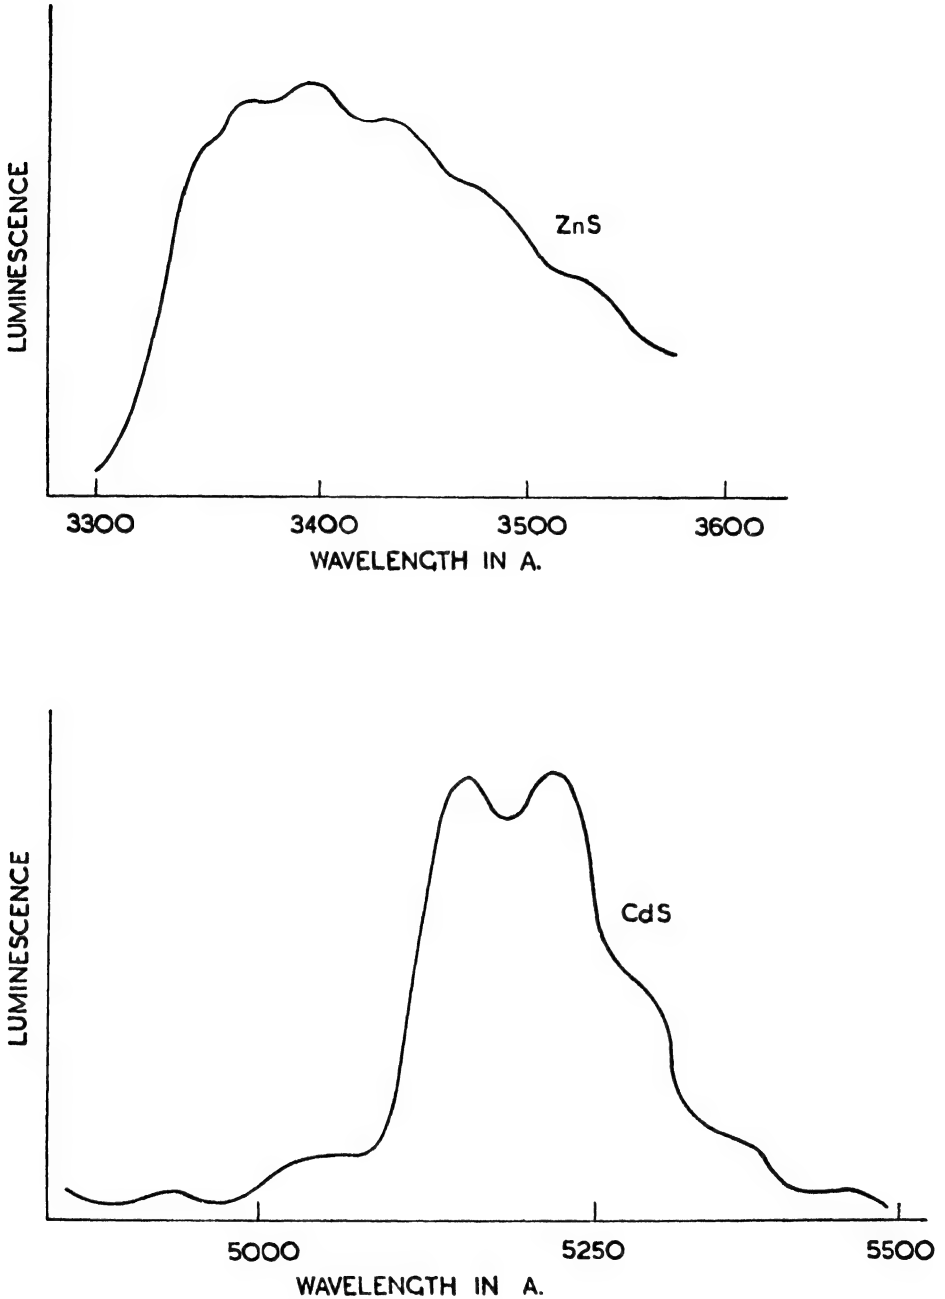 LUMINESCENCE
ZnS
3300 3400 3500 3600
WAVELENGTH IN A.
LUMINESCENCE
CdS
5000 5250 5500
WAVELENGTH IN A.